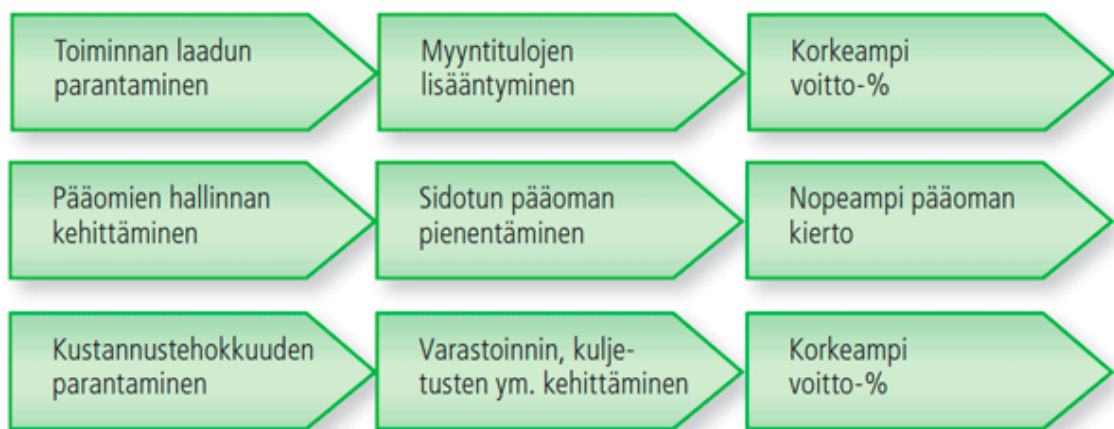 Toiminnan laadun
parantaminen
Myyntitulojen
lisääntyminen
Korkeampi
voitto-%
Pääomien hallinnan
kehittäminen
Sidotun pääoman
pienentäminen
Nopeampi pääoman
kierto
Kustannustehokkuuden
parantaminen
Varastoinnin, kulje-
tusten ym. kehittäminen
Korkeampi
voitto-%